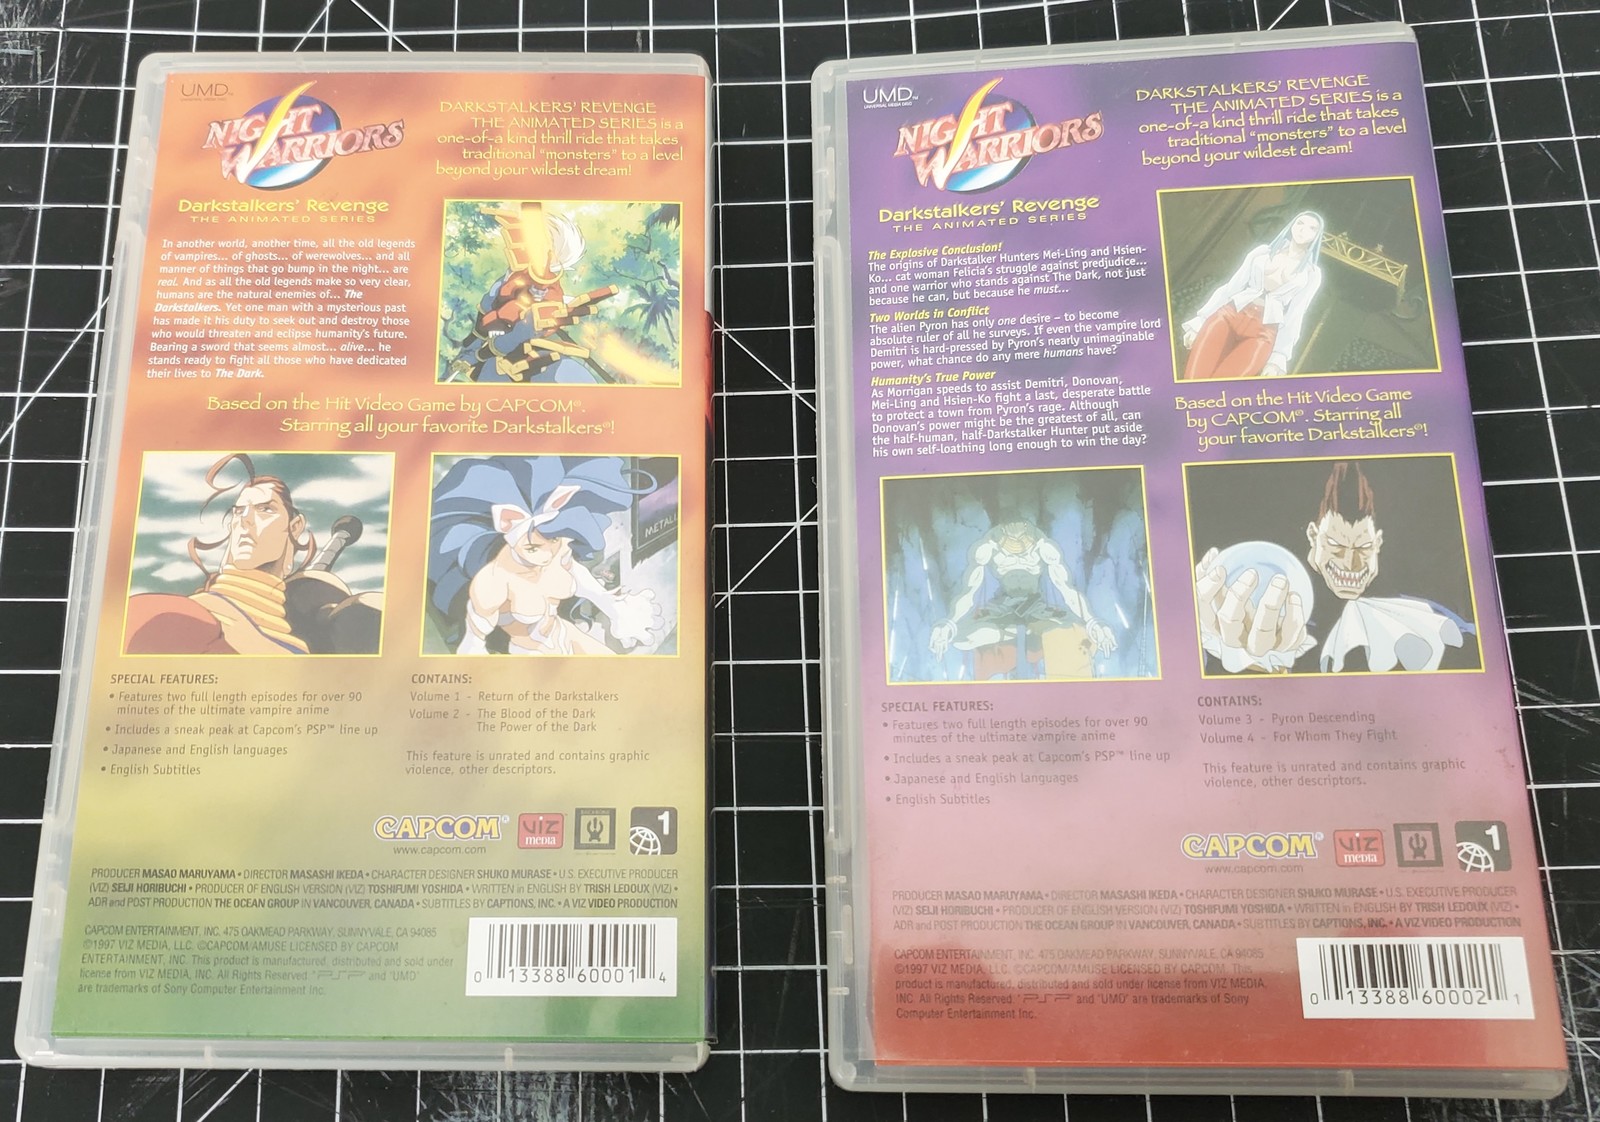 UMD™
UNIVERSAL MEDIA DISC
NIGHT
WARRIORS
Darkstalkers' Revenge
THE ANIMATED SERIES
DARKSTALKERS' REVENGE
THE ANIMATED SERIES is a
one-of-a kind thrill ride that takes
traditional "monsters" to a level
beyond your wildest dream!
In another world, another time, all the old legends
of vampires... of ghosts... of werewolves... and all
manner of things that go bump in the night... are
real. And as all the old legends make so very clear,
humans are the natural enemies of... The
Darkstalkers. Yet one man with a mysterious past
has made it his duty to seek out and destroy those
who would threaten and eclipse humanity's future.
Bearing a sword that seems almost... alive... he
stands ready to fight all those who have dedicated
their lives to The Dark.
Based on the Hit Video Game by CAPCOM®.
Starring all your favorite Darkstalkers®!
METALL
SPECIAL FEATURES:
• Features two full length episodes for over 90
minutes of the ultimate vampire anime
• Includes a sneak peak at Capcom's PSP™ line up
• Japanese and English languages
• English Subtitles
CONTAINS:
Volume 1 - Return of the Darkstalkers
Volume 2 - The Blood of the Dark
The Power of the Dark
This feature is unrated and contains graphic
violence, other descriptors.
CAPCOM®
www.capcom.com
VIZ
media
1
PRODUCER MASAO MARUYAMA • DIRECTOR MASASHI IKEDA • CHARACTER DESIGNER SHUKO MURASE • U.S. EXECUTIVE PRODUCER
(VIZ) SEIJI HORIBUCHI • PRODUCER OF ENGLISH VERSION (VIZ) TOSHIFUMI YOSHIDA • WRITTEN in ENGLISH BY TRISH LEDOUX (VIZ) •
ADR and POST PRODUCTION THE OCEAN GROUP IN VANCOUVER, CANADA • SUBTITLES BY CAPTIONS, INC. • A VIZ VIDEO PRODUCTION
CAPCOM ENTERTAINMENT, INC. 475 OAKMEAD PARKWAY, SUNNYVALE, CA 94085
©1997 VIZ MEDIA, LLC. ©CAPCOM/AMUSE LICENSED BY CAPCOM
ENTERTAINMENT, INC. This product is manufactured, distributed and sold under
license from VIZ MEDIA, INC. All Rights Reserved. "PSP" and "UMD"
are trademarks of Sony Computer Entertainment Inc.
0 13388 60001 4
UMD™
UNIVERSAL MEDIA DISC
NIGHT
WARRIORS
Darkstalkers' Revenge
THE ANIMATED SERIES
DARKSTALKERS' REVENGE
THE ANIMATED SERIES is a
one-of-a kind thrill ride that takes
traditional "monsters" to a level
beyond your wildest dream!
The Explosive Conclusion!
The origins of Darkstalker Hunters Mei-Ling and Hsien-
Ko... cat woman Felicia's struggle against predjudice...
and one warrior who stands against The Dark, not just
because he can, but because he must...
Two Worlds in Conflict
The alien Pyron has only one desire – to become
absolute ruler of all he surveys. If even the vampire lord
Demitri is hard-pressed by Pyron's nearly unimaginable
power, what chance do any mere humans have?
Humanity's True Power
As Morrigan speeds to assist Demitri, Donovan,
Mei-Ling and Hsien-Ko fight a last, desperate battle
to protect a town from Pyron's rage. Although
Donovan's power might be the greatest of all, can
the half-human, half-Darkstalker Hunter put aside
his own self-loathing long enough to win the day?
Based on the Hit Video Game
by CAPCOM®. Starring all
your favorite Darkstalkers®!
SPECIAL FEATURES:
• Features two full length episodes for over 90
minutes of the ultimate vampire anime
• Includes a sneak peak at Capcom's PSP™ line up
• Japanese and English languages
• English Subtitles
CONTAINS:
Volume 3 - Pyron Descending
Volume 4 - For Whom They Fight
This feature is unrated and contains graphic
violence, other descriptors.
CAPCOM®
www.capcom.com
VIZ
media
1
PRODUCER MASAO MARUYAMA • DIRECTOR MASASHI IKEDA • CHARACTER DESIGNER SHUKO MURASE • U.S. EXECUTIVE PRODUCER
(VIZ) SEIJI HORIBUCHI • PRODUCER OF ENGLISH VERSION (VIZ) TOSHIFUMI YOSHIDA • WRITTEN in ENGLISH BY TRISH LEDOUX (VIZ) •
ADR and POST PRODUCTION THE OCEAN GROUP IN VANCOUVER, CANADA • SUBTITLES BY CAPTIONS, INC. • A VIZ VIDEO PRODUCTION
CAPCOM ENTERTAINMENT, INC. 475 OAKMEAD PARKWAY, SUNNYVALE, CA 94085
©1997 VIZ MEDIA, LLC. ©CAPCOM/AMUSE LICENSED BY CAPCOM. This
product is manufactured, distributed and sold under license from VIZ MEDIA,
INC. All Rights Reserved. "PSP" and "UMD" are trademarks of Sony
Computer Entertainment Inc.
0 13388 60002 1